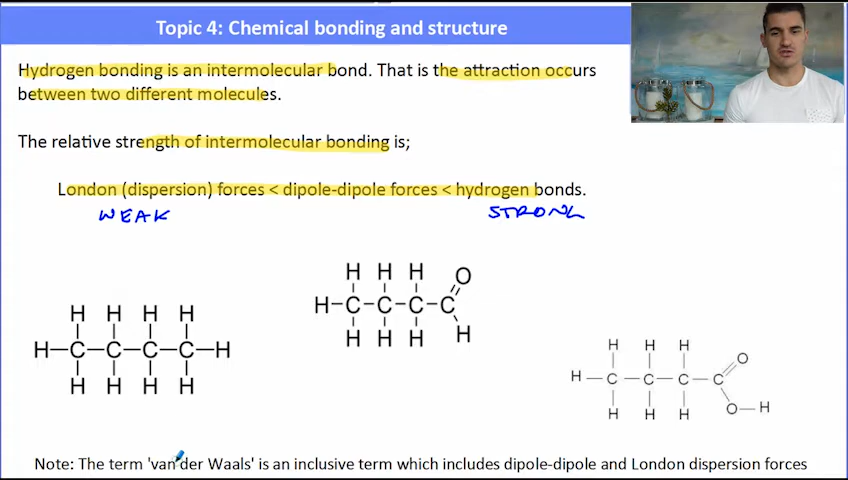 Topic 4: Chemical bonding and structure
Hydrogen bonding is an intermolecular bond. That is the attraction occurs
between two different molecules.
The relative strength of intermolecular bonding is;
London (dispersion) forces < dipole-dipole forces < hydrogen bonds.
WEAK STRONG
H H H O
H-C-C-C-C
H H H H
H H H H
H-C-C-C-C-H
H H H H
H H H O
H-C-C-C-C
H H H O-H
Note: The term 'van der Waals' is an inclusive term which includes dipole-dipole and London dispersion forces